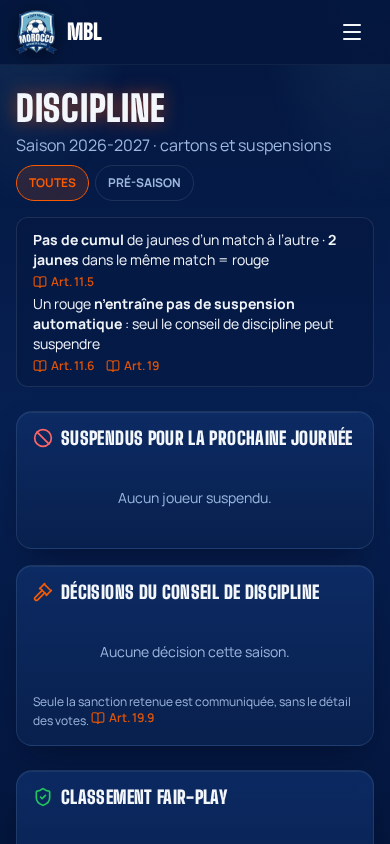 MOROCCO
MBL
DISCIPLINE
Saison 2026-2027 · cartons et suspensions
TOUTES
PRÉ-SAISON
Pas de cumul de jaunes d'un match à l'autre · 2
jaunes dans le même match = rouge
Art. 11.5
Un rouge n'entraîne pas de suspension
automatique : seul le conseil de discipline peut
suspendre
Art. 11.6 Art. 19
SUSPENDUS POUR LA PROCHAINE JOURNÉE
Aucun joueur suspendu.
DÉCISIONS DU CONSEIL DE DISCIPLINE
Aucune décision cette saison.
Seule la sanction retenue est communiquée, sans le détail
des votes. Art. 19.9
CLASSEMENT FAIR-PLAY